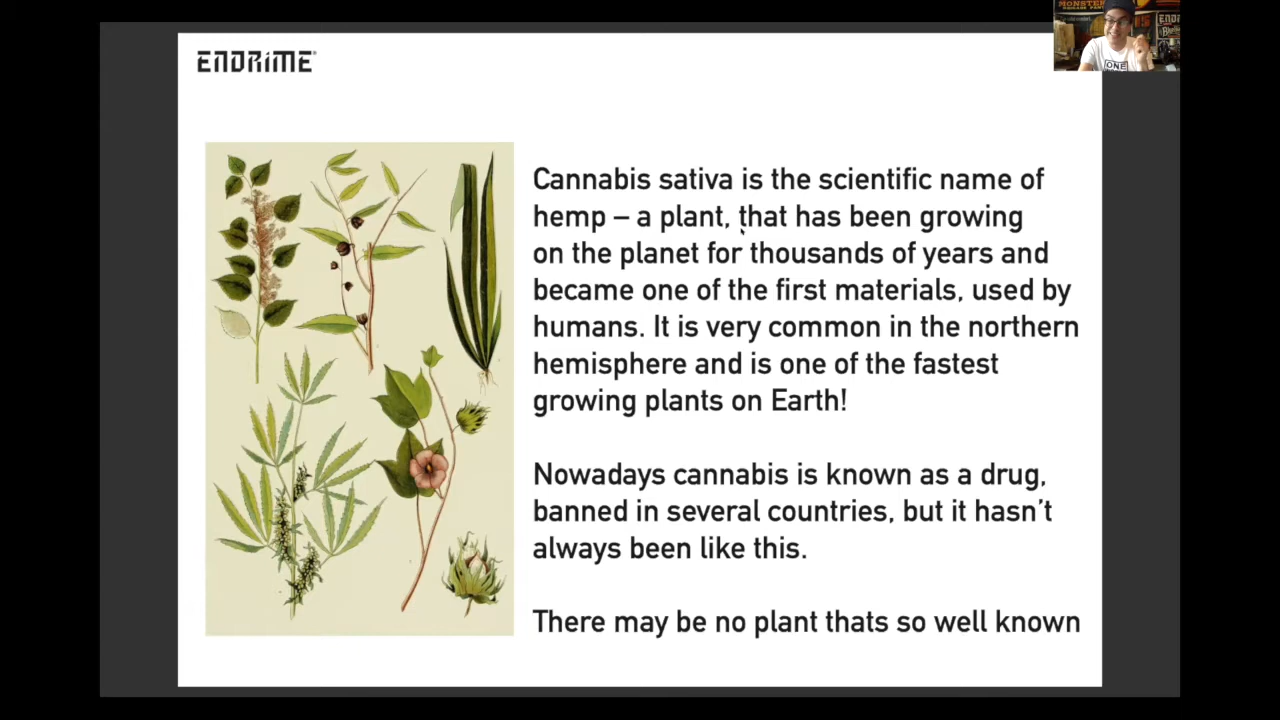 ENDRIME®
MONSTER
ONE
Cannabis sativa is the scientific name of
hemp – a plant, that has been growing
on the planet for thousands of years and
became one of the first materials, used by
humans. It is very common in the northern
hemisphere and is one of the fastest
growing plants on Earth!
Nowadays cannabis is known as a drug,
banned in several countries, but it hasn’t
always been like this.
There may be no plant thats so well known